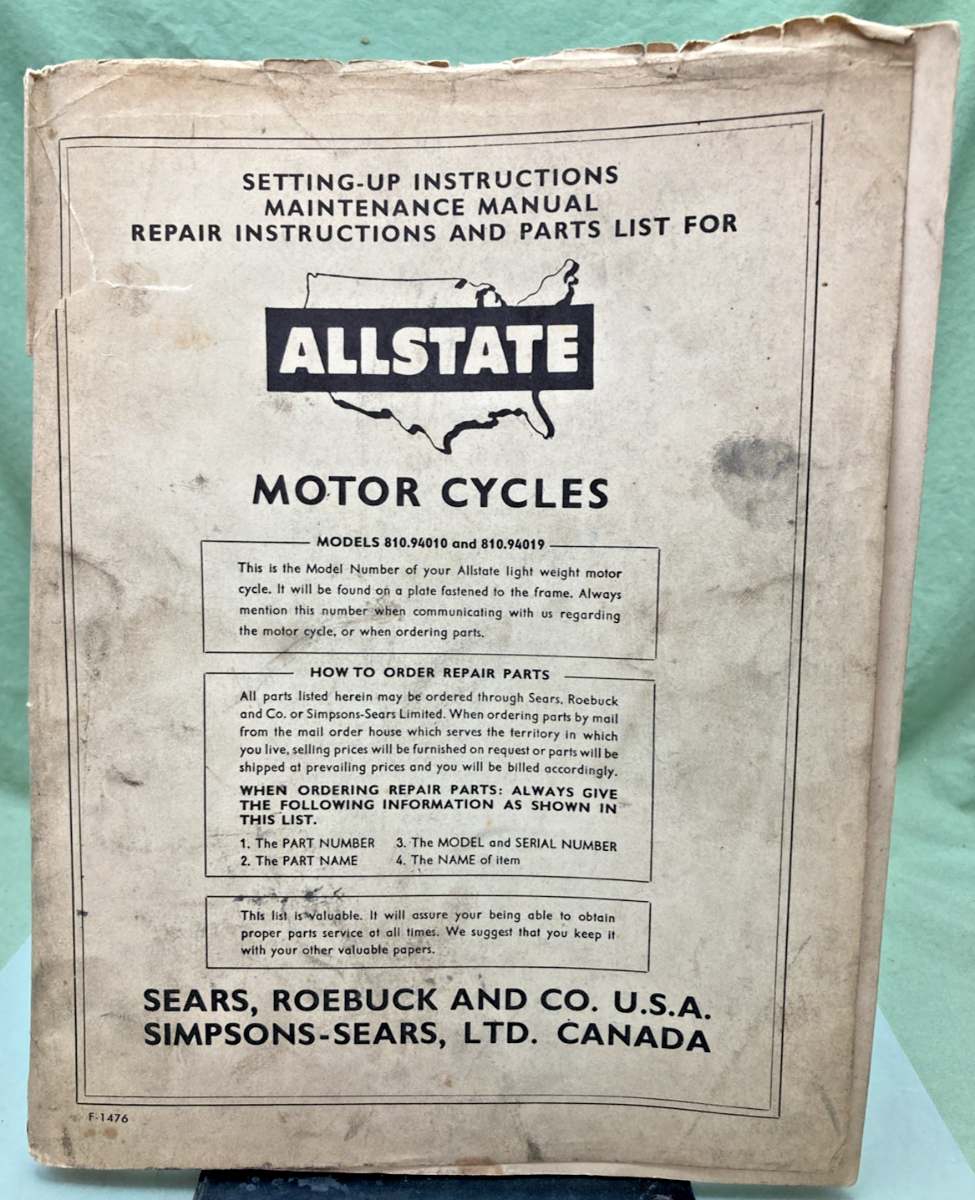 SETTING-UP INSTRUCTIONS
MAINTENANCE MANUAL
REPAIR INSTRUCTIONS AND PARTS LIST FOR
ALLSTATE
MOTOR CYCLES
MODELS 810.94010 and 810.94019
This is the Model Number of your Allstate light weight motor
cycle. It will be found on a plate fastened to the frame. Always
mention this number when communicating with us regarding
the motor cycle, or when ordering parts.
HOW TO ORDER REPAIR PARTS
All parts listed herein may be ordered through Sears, Roebuck
and Co. or Simpsons-Sears Limited. When ordering parts by mail
from the mail order house which serves the territory in which
you live, selling prices will be furnished on request or parts will be
shipped at prevailing prices and you will be billed accordingly.
WHEN ORDERING REPAIR PARTS: ALWAYS GIVE
THE FOLLOWING INFORMATION AS SHOWN IN
THIS LIST.
1. The PART NUMBER 3. The MODEL and SERIAL NUMBER
2. The PART NAME 4. The NAME of item
This list is valuable. It will assure your being able to obtain
proper parts service at all times. We suggest that you keep it
with your other valuable papers.
SEARS, ROEBUCK AND CO. U.S.A.
SIMPSONS-SEARS, LTD. CANADA
F-1476